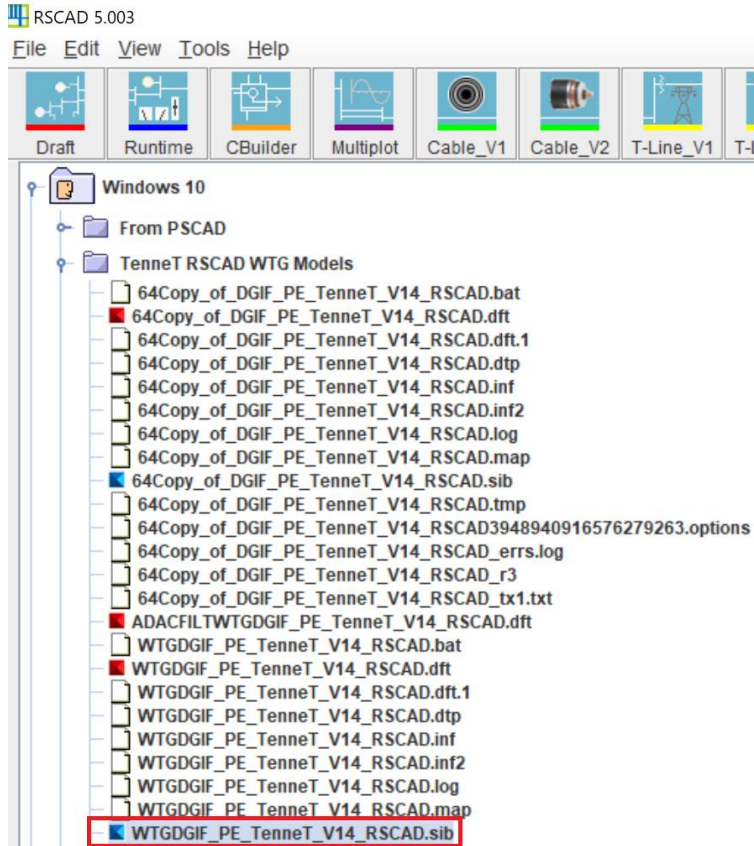 RSCAD 5.003
File Edit View Tools Help
Draft Runtime CBuilder Multiplot Cable_V1 Cable_V2 T-Line_V1 T-L
Windows 10
From PSCAD
TenneT RSCAD WTG Models
64Copy_of_DGIF_PE_TenneT_V14_RSCAD.bat
64Copy_of_DGIF_PE_TenneT_V14_RSCAD.dft
64Copy_of_DGIF_PE_TenneT_V14_RSCAD.dft.1
64Copy_of_DGIF_PE_TenneT_V14_RSCAD.dtp
64Copy_of_DGIF_PE_TenneT_V14_RSCAD.inf
64Copy_of_DGIF_PE_TenneT_V14_RSCAD.inf2
64Copy_of_DGIF_PE_TenneT_V14_RSCAD.log
64Copy_of_DGIF_PE_TenneT_V14_RSCAD.map
64Copy_of_DGIF_PE_TenneT_V14_RSCAD.sib
64Copy_of_DGIF_PE_TenneT_V14_RSCAD.tmp
64Copy_of_DGIF_PE_TenneT_V14_RSCAD3948940916576279263.options
64Copy_of_DGIF_PE_TenneT_V14_RSCAD_errs.log
64Copy_of_DGIF_PE_TenneT_V14_RSCAD_r3
64Copy_of_DGIF_PE_TenneT_V14_RSCAD_tx1.txt
ADACFILTWTGDGIF_PE_TenneT_V14_RSCAD.dft
WTGDGIF_PE_TenneT_V14_RSCAD.bat
WTGDGIF_PE_TenneT_V14_RSCAD.dft
WTGDGIF_PE_TenneT_V14_RSCAD.dft.1
WTGDGIF_PE_TenneT_V14_RSCAD.dtp
WTGDGIF_PE_TenneT_V14_RSCAD.inf
WTGDGIF_PE_TenneT_V14_RSCAD.inf2
WTGDGIF_PE_TenneT_V14_RSCAD.log
WTGDGIF_PE_TenneT_V14_RSCAD.map
WTGDGIF_PE_TenneT_V14_RSCAD.sib